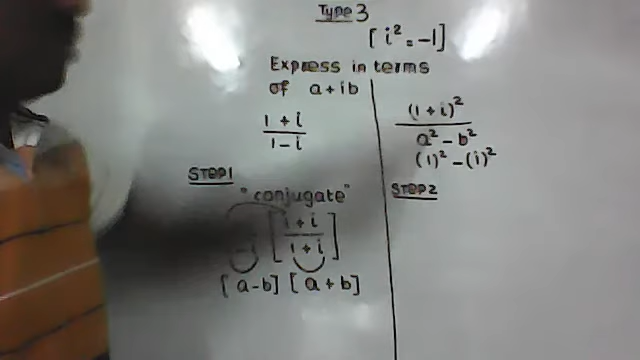 Type 3
[ i² = -1]
Express in terms
of a + ib
1 + i
1 - i
STEP 1
"conjugate"
[ 1 + i
1 + i ]
[ a - b] [ a + b]
(1 + i)²
a² - b²
(1)² - (i)²
STEP 2